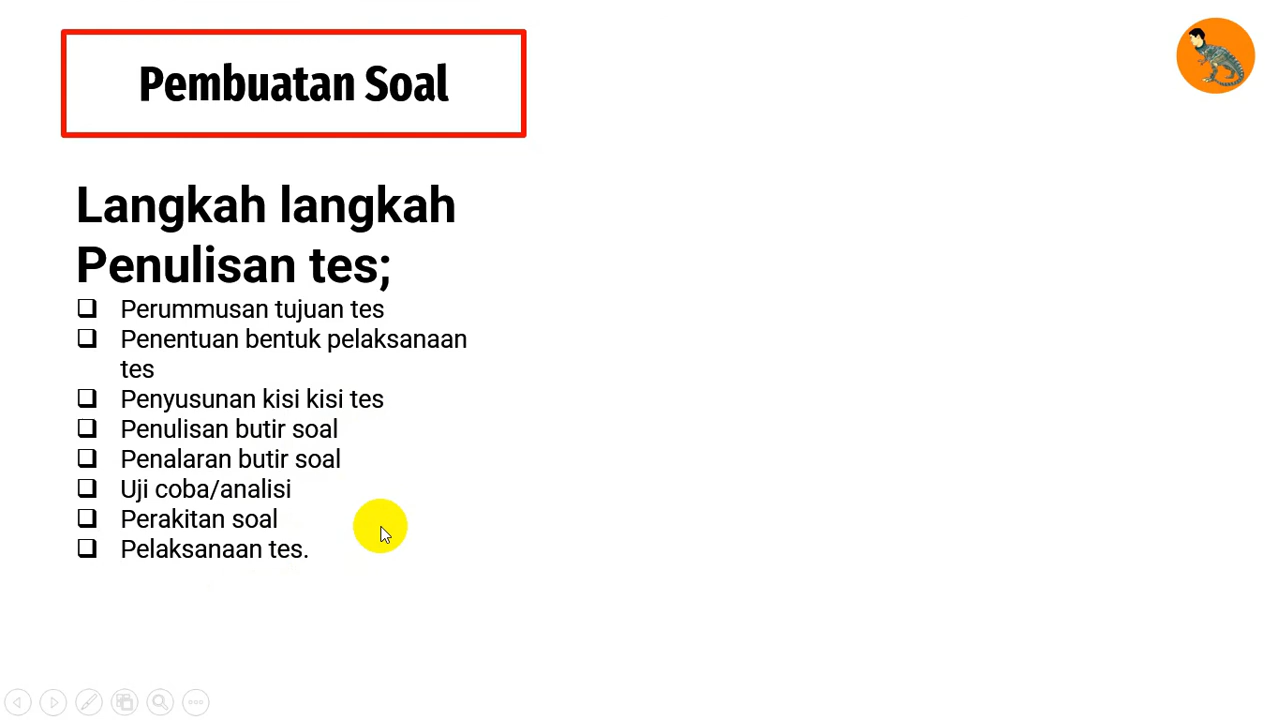 Pembuatan Soal
Langkah langkah
Penulisan tes;
Perummusan tujuan tes
Penentuan bentuk pelaksanaan
tes
Penyusunan kisi kisi tes
Penulisan butir soal
Penalaran butir soal
Uji coba/analisi
Perakitan soal
Pelaksanaan tes.